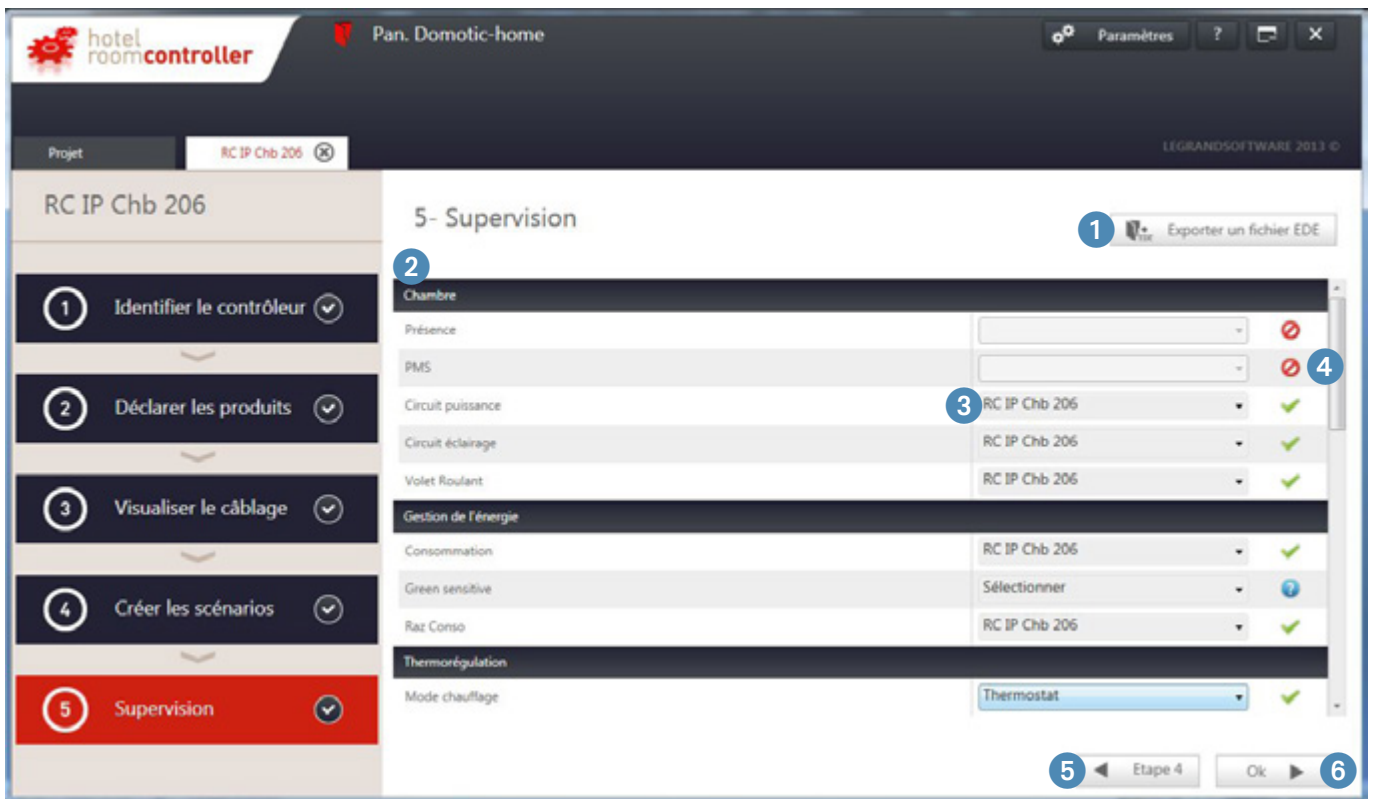 hotel
roomcontroller
Pan. Domotic-home
Paramètres ?
Projet
RC IP Chb 206
LEGRANDSOFTWARE 2013 ©
RC IP Chb 206
5- Supervision
1 Exporter un fichier EDE
2
1 Identifier le contrôleur
2 Déclarer les produits
3 Visualiser le câblage
4 Créer les scénarios
5 Supervision
Chambre
Présence
PMS 4
Circuit puissance 3 RC IP Chb 206
Circuit éclairage RC IP Chb 206
Volet Roulant RC IP Chb 206
Gestion de l'énergie
Consommation RC IP Chb 206
Green sensitive Sélectionner ?
Raz Conso RC IP Chb 206
Thermorégulation
Mode chauffage Thermostat
5 Etape 4
Ok 6